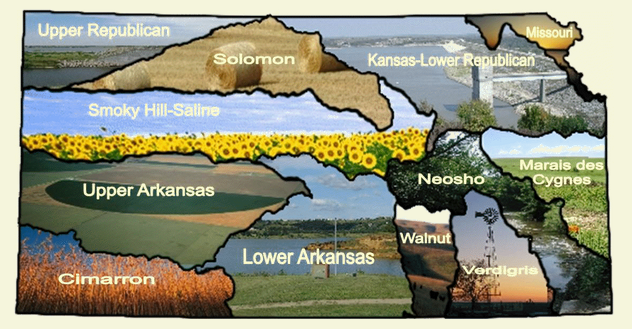 Upper Republican
Missouri
Solomon
Kansas-Lower Republican
Smoky Hill-Saline
Marais des
Cygnes
Neosho
Upper Arkansas
Walnut
Lower Arkansas
Verdigris
Cimarron